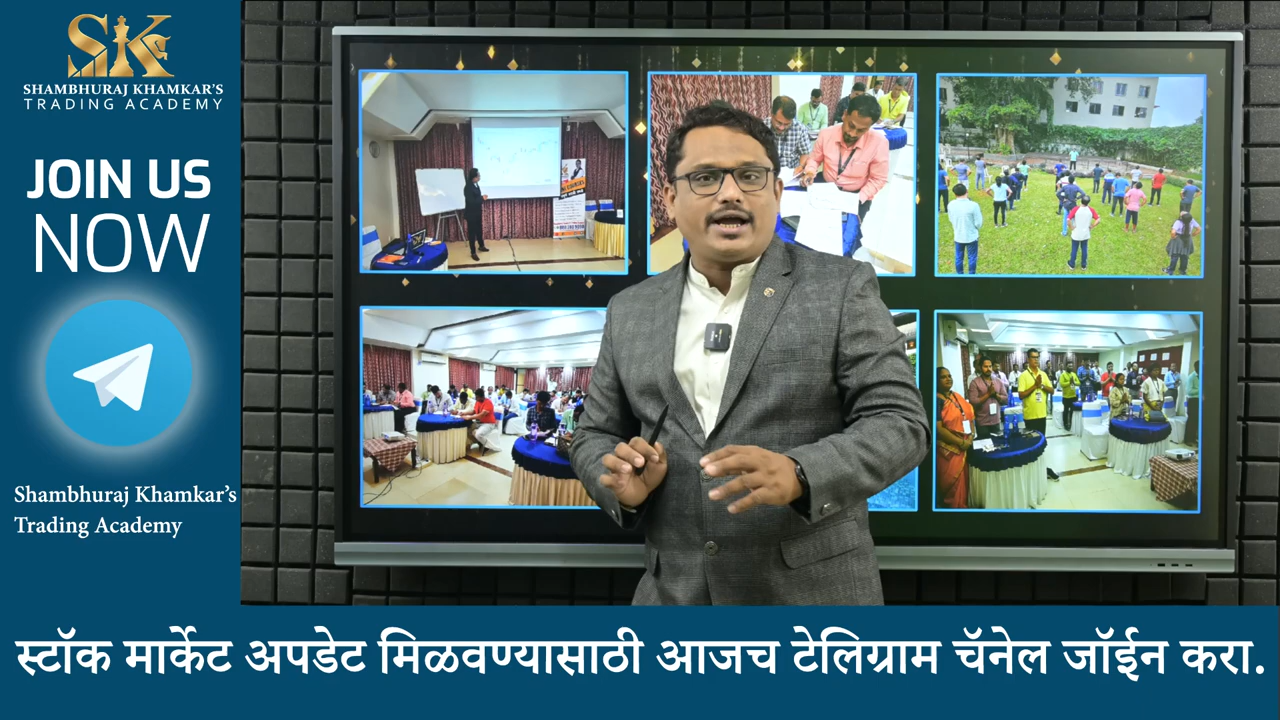 SK
SHAMBHURAJ KHAMKAR'S
TRADING ACADEMY
JOIN US
NOW
Shambhuraj Khamkar's
Trading Academy
स्टॉक मार्केट अपडेट मिळवण्यासाठी आजच टेलिग्राम चॅनेल जॉईन करा.